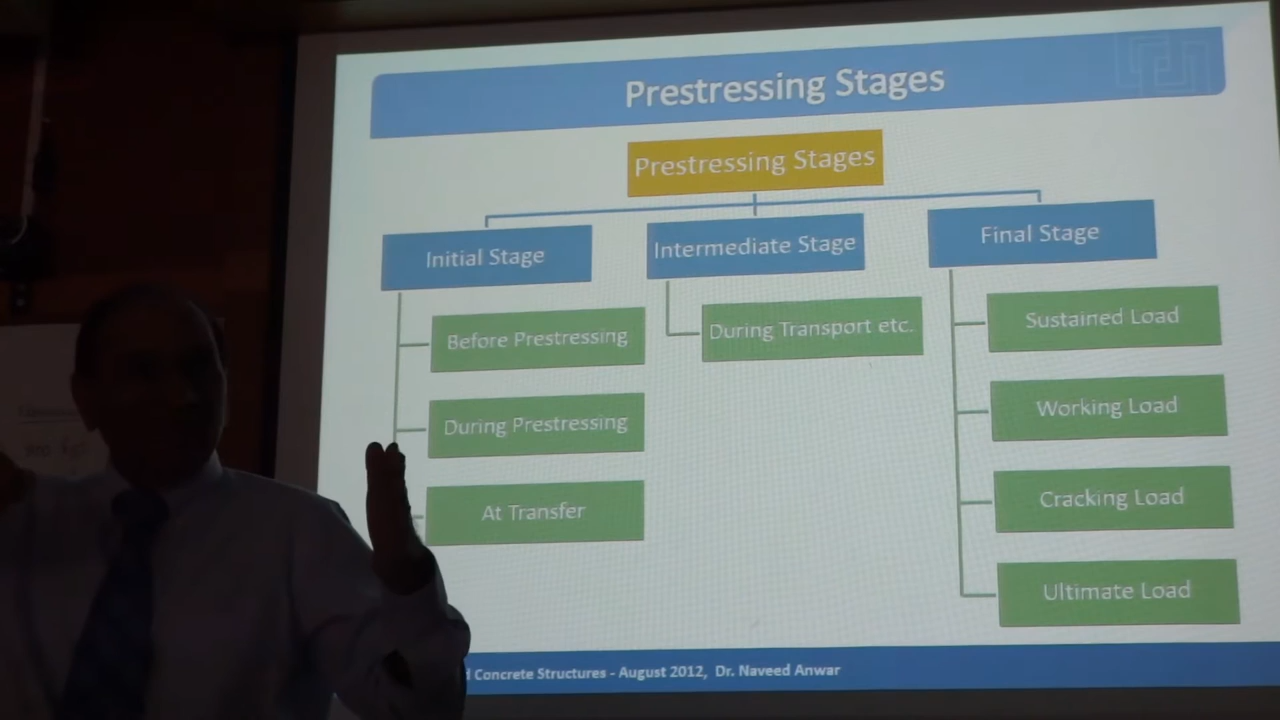 Prestressing Stages
Prestressing Stages
Initial Stage
Before Prestressing
During Prestressing
At Transfer
Intermediate Stage
During Transport etc.
Final Stage
Sustained Load
Working Load
Cracking Load
Ultimate Load
Concrete Structures - August 2012, Dr. Naveed Anwar